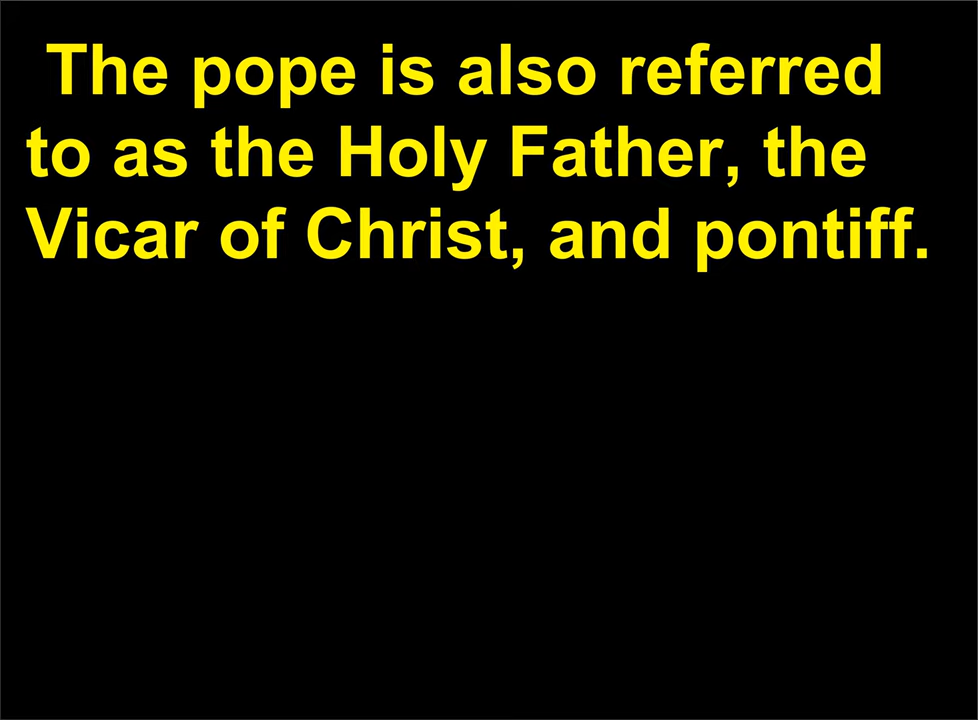 The pope is also referred
to as the Holy Father, the
Vicar of Christ, and pontiff.